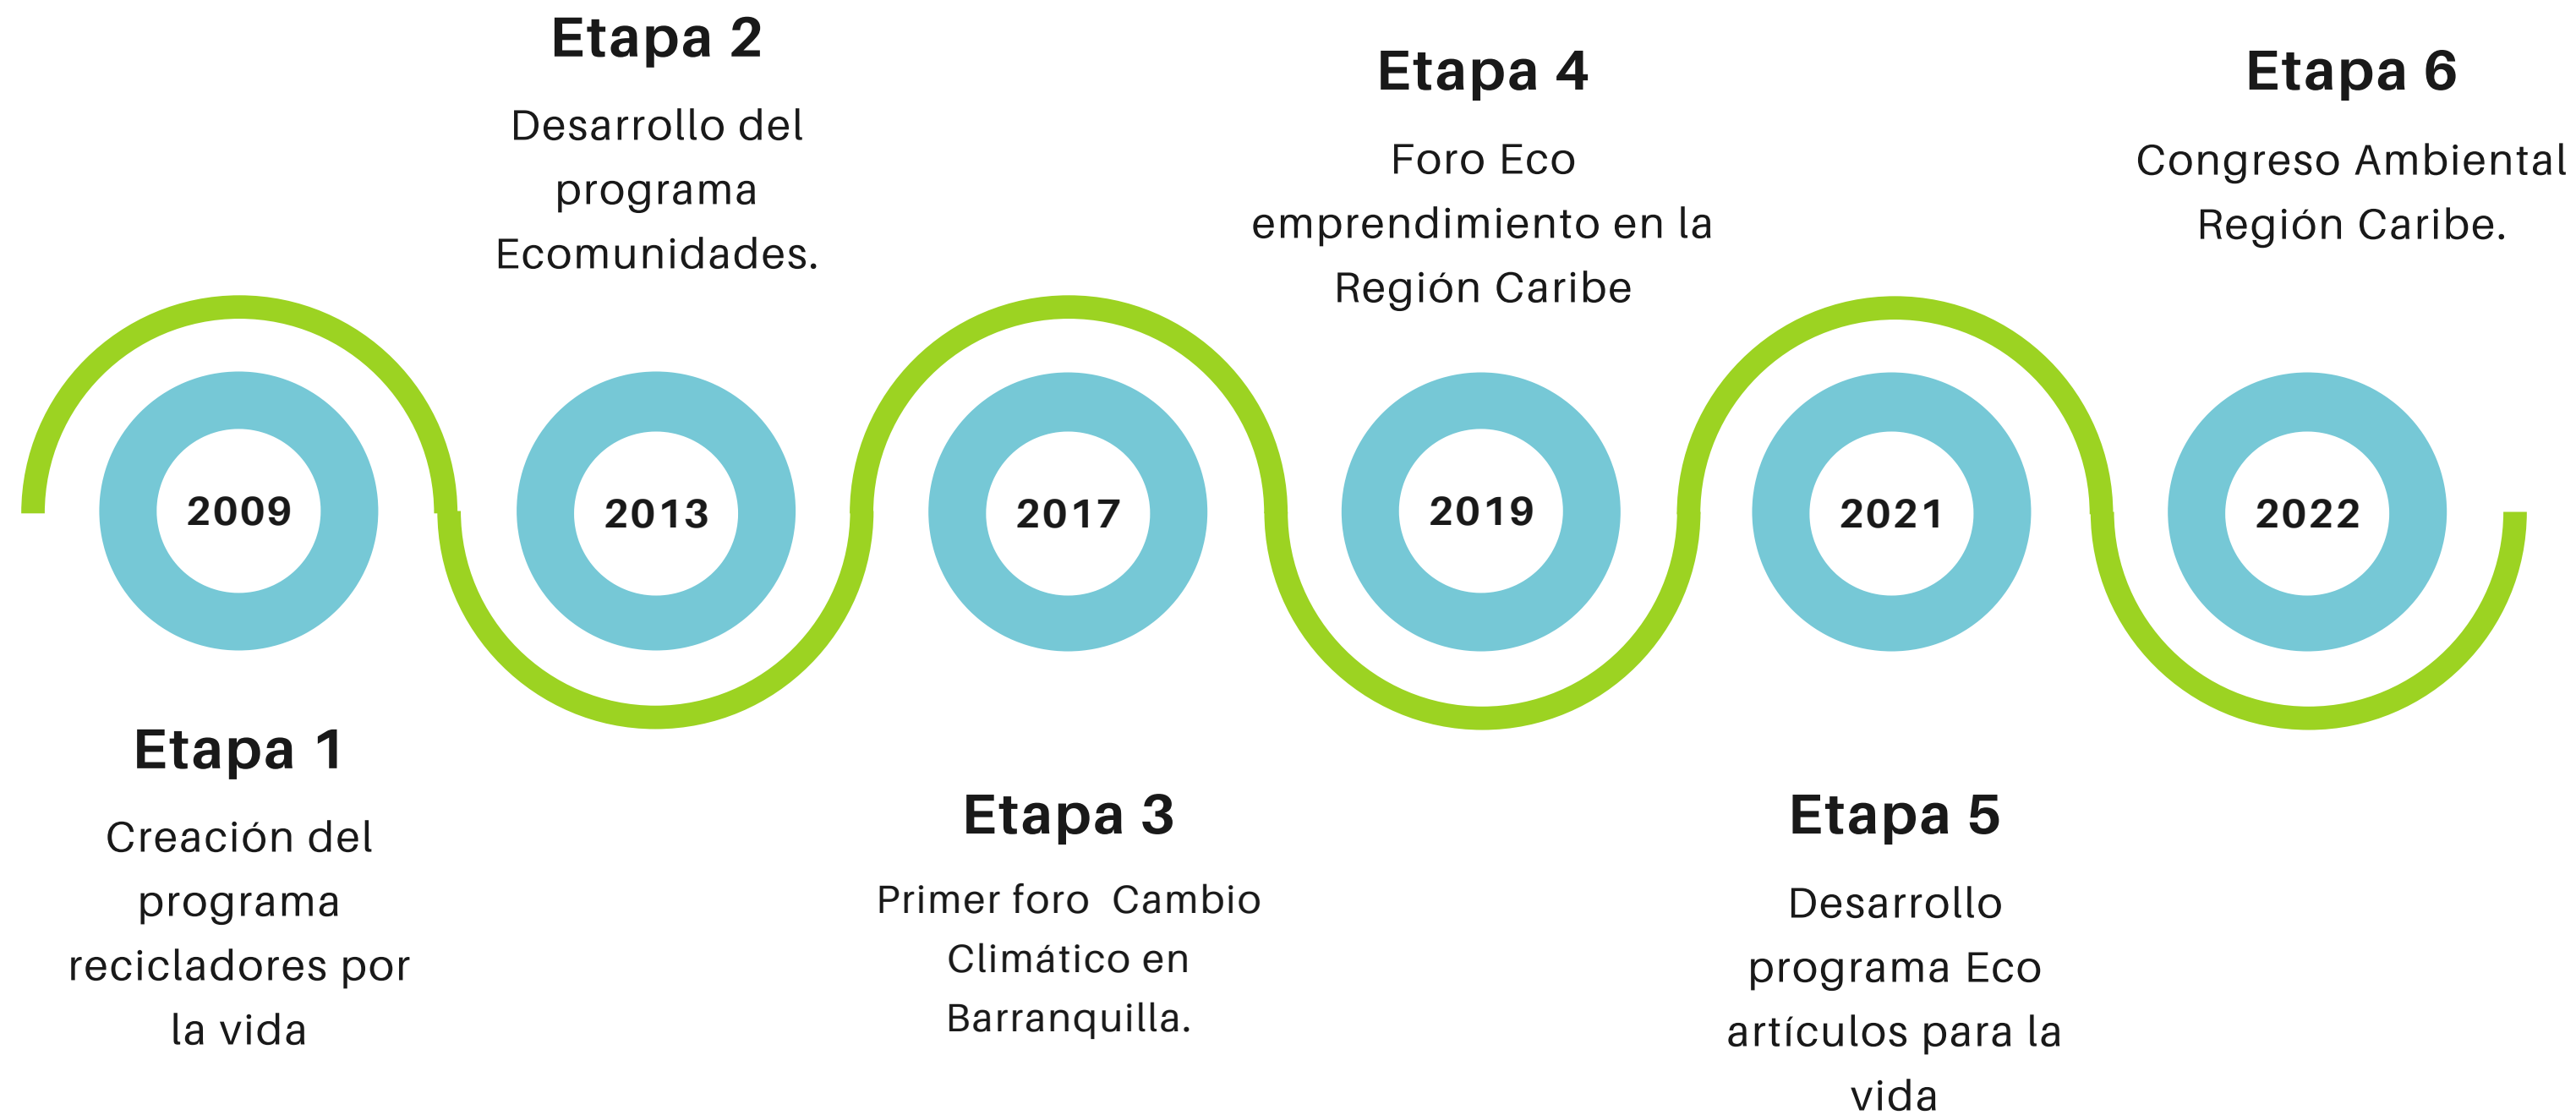 Etapa 1
2009
Creación del
programa
recicladores por
la vida
Etapa 2
Desarrollo del
programa
Ecomunidades.
2013
2017
Etapa 3
Primer foro  Cambio
Climático en
Barranquilla.
Etapa 4
Foro Eco
emprendimiento en la
Región Caribe
2019
2021
Etapa 5
Desarrollo
programa Eco
artículos para la
vida
Etapa 6
Congreso Ambiental
Región Caribe.
2022